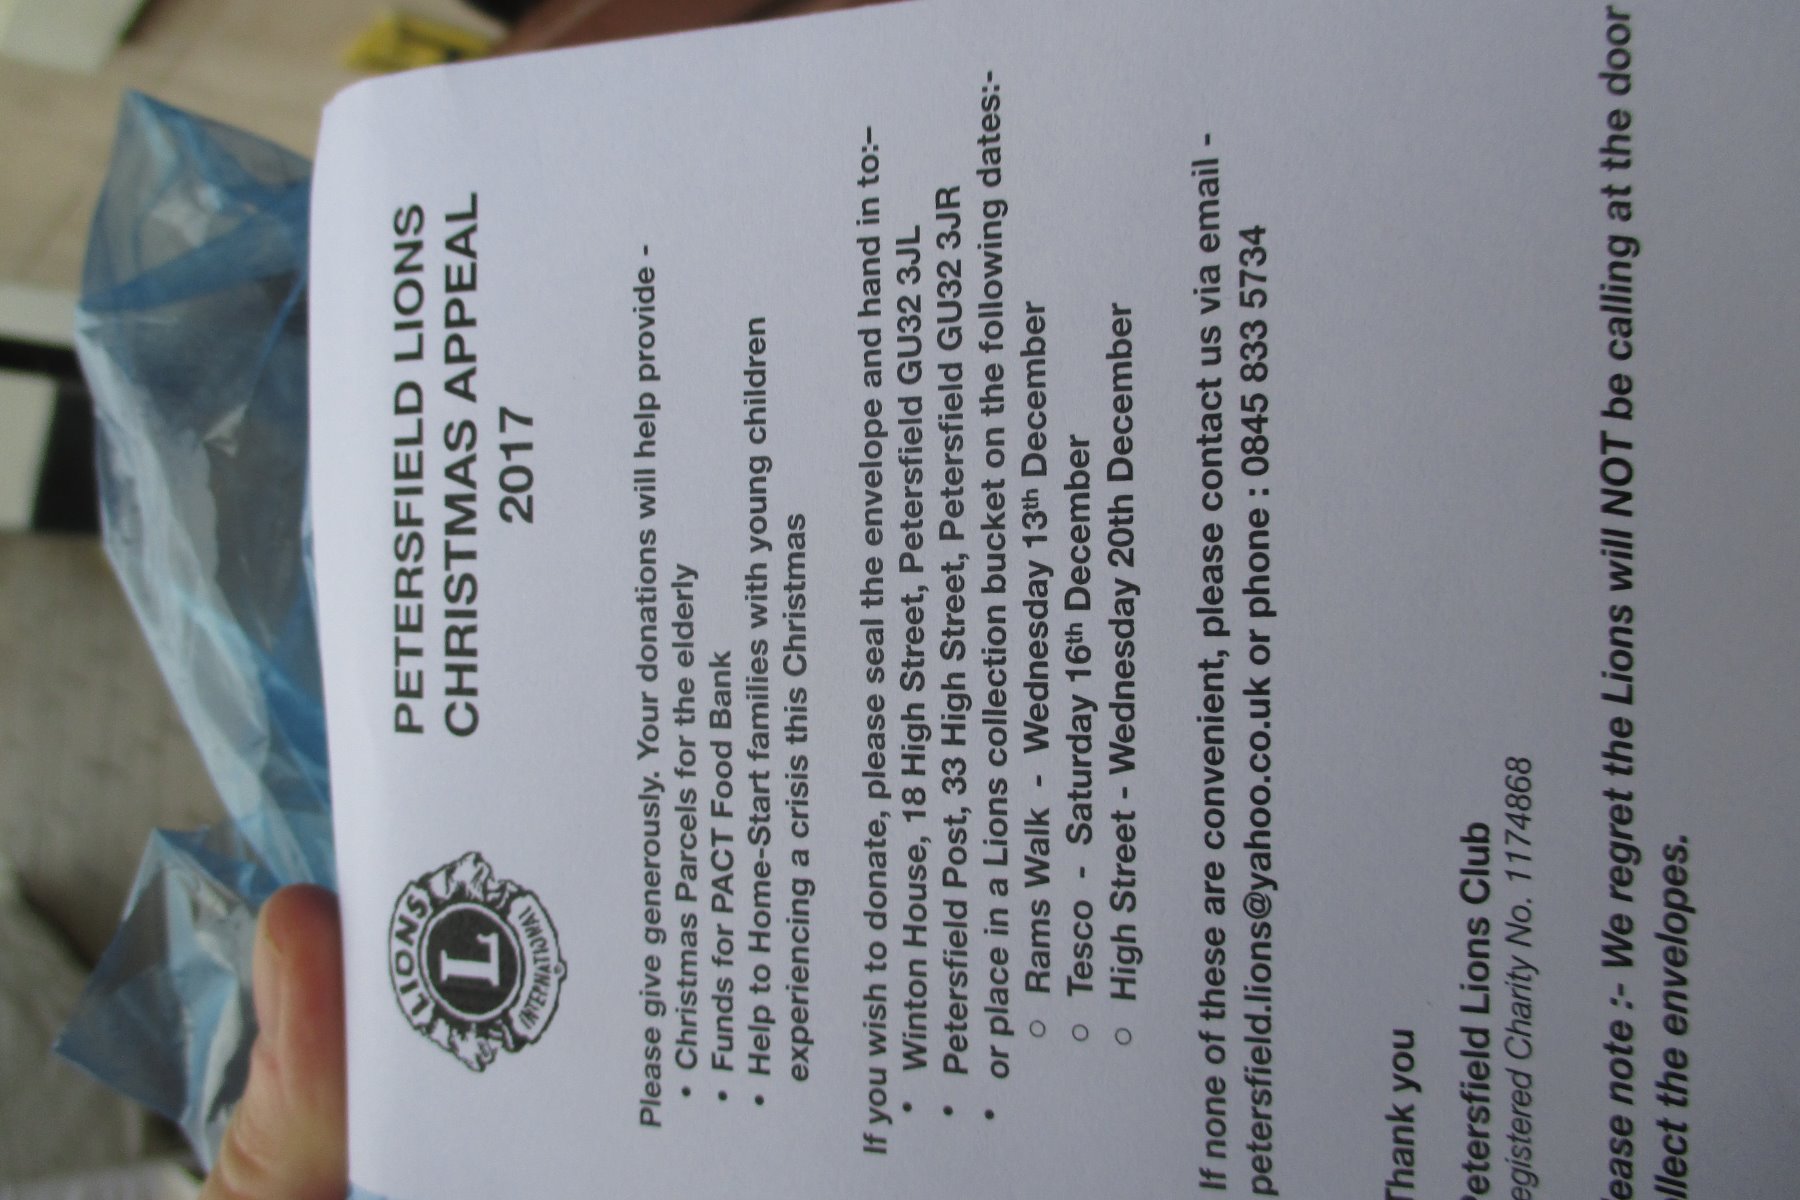 LIONS
L
INTERNATIONAL
PETERSFIELD LIONS
CHRISTMAS APPEAL
2017
Please give generously. Your donations will help provide -
• Christmas Parcels for the elderly
• Funds for PACT Food Bank
• Help to Home-Start families with young children
experiencing a crisis this Christmas
If you wish to donate, please seal the envelope and hand in to:-
• Winton House, 18 High Street, Petersfield GU32 3JL
• Petersfield Post, 33 High Street, Petersfield GU32 3JR
• or place in a Lions collection bucket on the following dates:-
○ Rams Walk - Wednesday 13th December
○ Tesco - Saturday 16th December
○ High Street - Wednesday 20th December
If none of these are convenient, please contact us via email -
petersfield.lions@yahoo.co.uk or phone : 0845 833 5734
Thank you
Petersfield Lions Club
egistered Charity No. 1174868
ease note :- We regret the Lions will NOT be calling at the door
llect the envelopes.